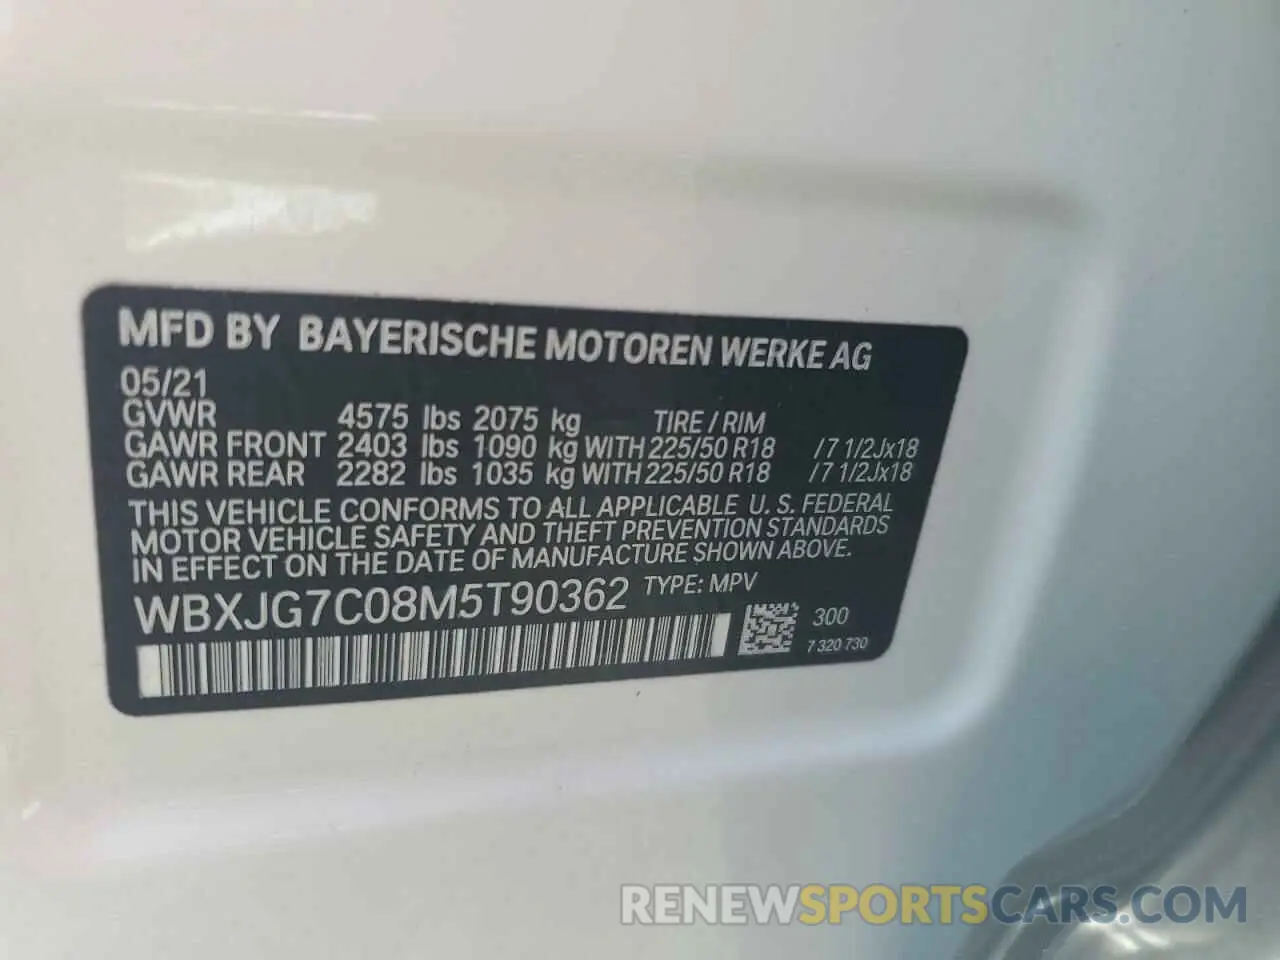 MFD BY BAYERISCHE MOTOREN WERKE AG
05/21
GVWR 4575 lbs 2075 kg TIRE / RIM
GAWR FRONT 2403 lbs 1090 kg WITH 225/50 R18 /7 1/2Jx18
GAWR REAR 2282 lbs 1035 kg WITH 225/50 R18 /7 1/2Jx18
THIS VEHICLE CONFORMS TO ALL APPLICABLE U. S. FEDERAL
MOTOR VEHICLE SAFETY AND THEFT PREVENTION STANDARDS
IN EFFECT ON THE DATE OF MANUFACTURE SHOWN ABOVE.
WBXJG7C08M5T90362 TYPE: MPV
300
7 320 730
RENEWSPORTSCARS.COM